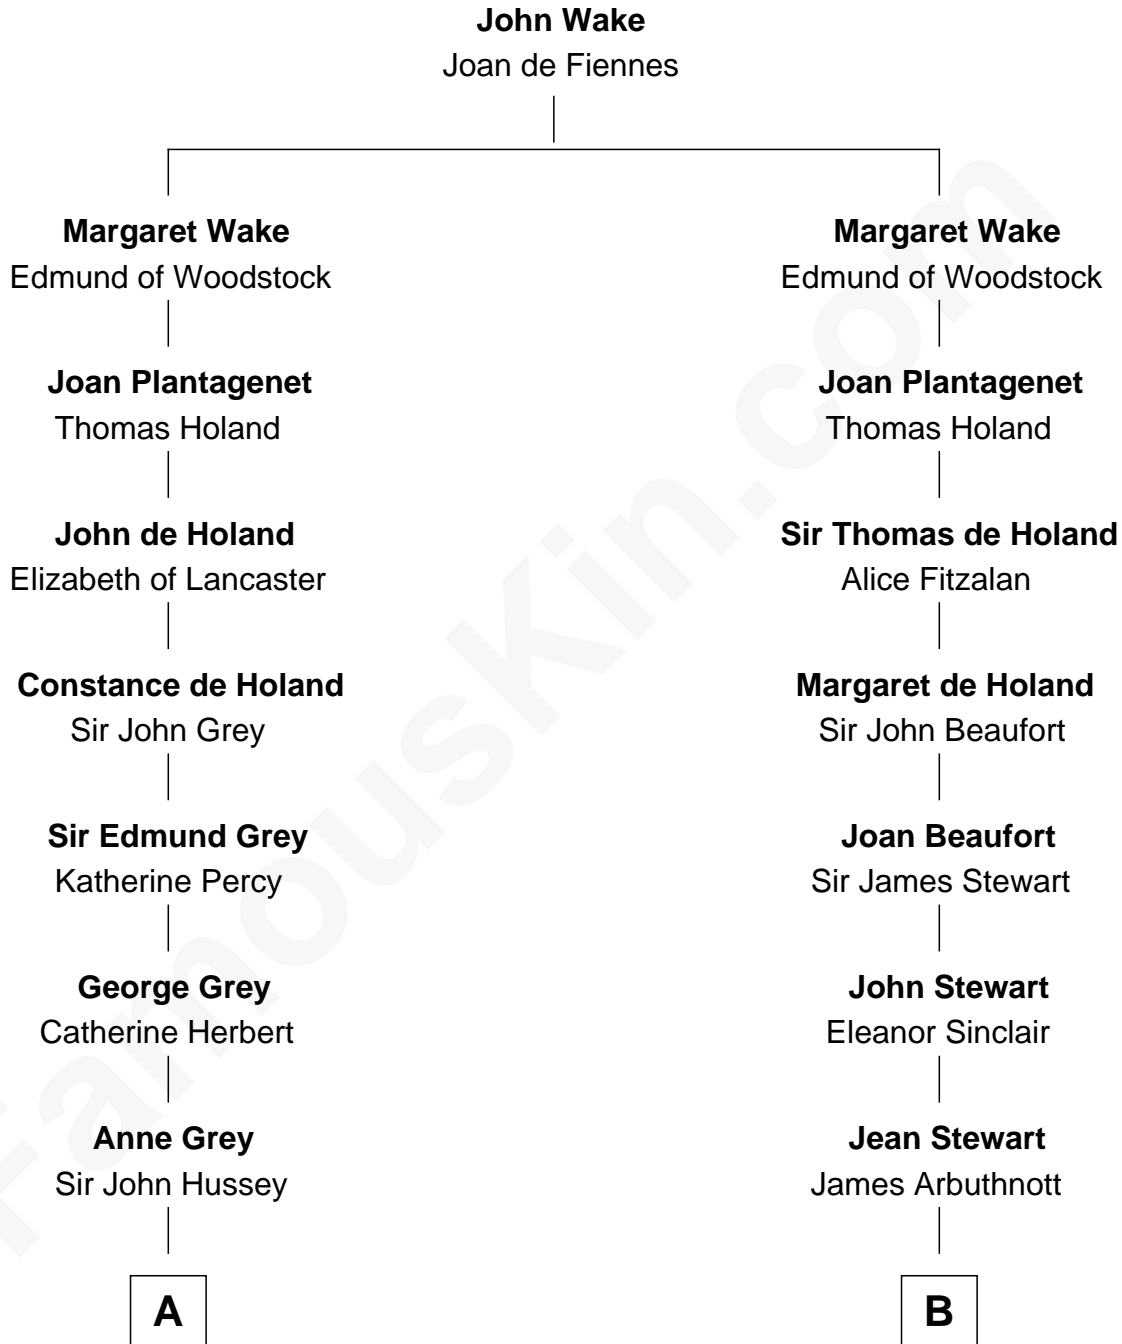 John Wake
Joan de Fiennes
Margaret Wake
Edmund of Woodstock
Joan Plantagenet
Thomas Holand
John de Holand
Elizabeth of Lancaster
Constance de Holand
Sir John Grey
Sir Edmund Grey
Katherine Percy
George Grey
Catherine Herbert
Anne Grey
Sir John Hussey
A
Margaret Wake
Edmund of Woodstock
Joan Plantagenet
Thomas Holand
Sir Thomas de Holand
Alice Fitzalan
Margaret de Holand
Sir John Beaufort
Joan Beaufort
Sir James Stewart
John Stewart
Eleanor Sinclair
Jean Stewart
James Arbuthnott
B
FamousKin.com